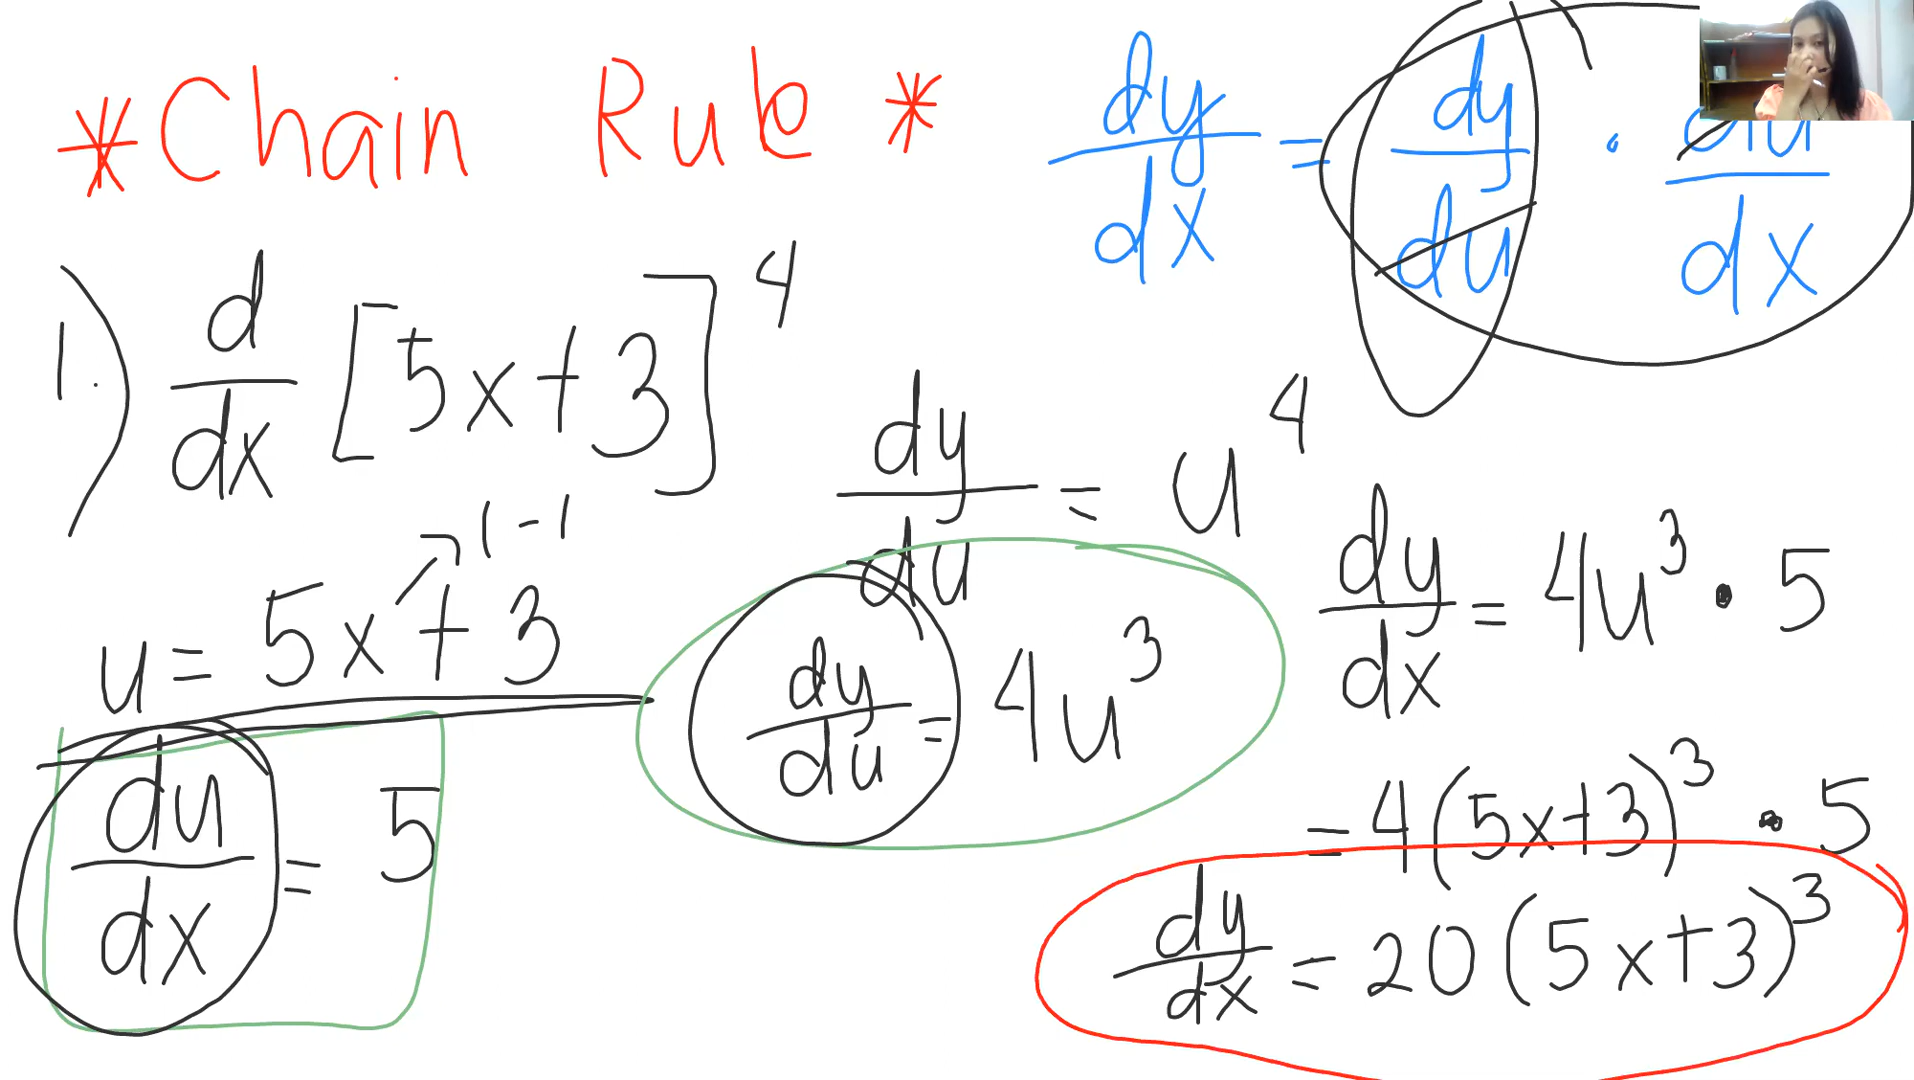 *Chain Rule*
dy/dx = dy/du · du/dx
1.) d/dx [5x+3]^4
1-1
u = 5x+3
du/dx = 5
dy/du = u^4
dy/du = 4u^3
dy/dx = 4u^3 · 5
= 4(5x+3)^3 · 5
dy/dx = 20(5x+3)^3